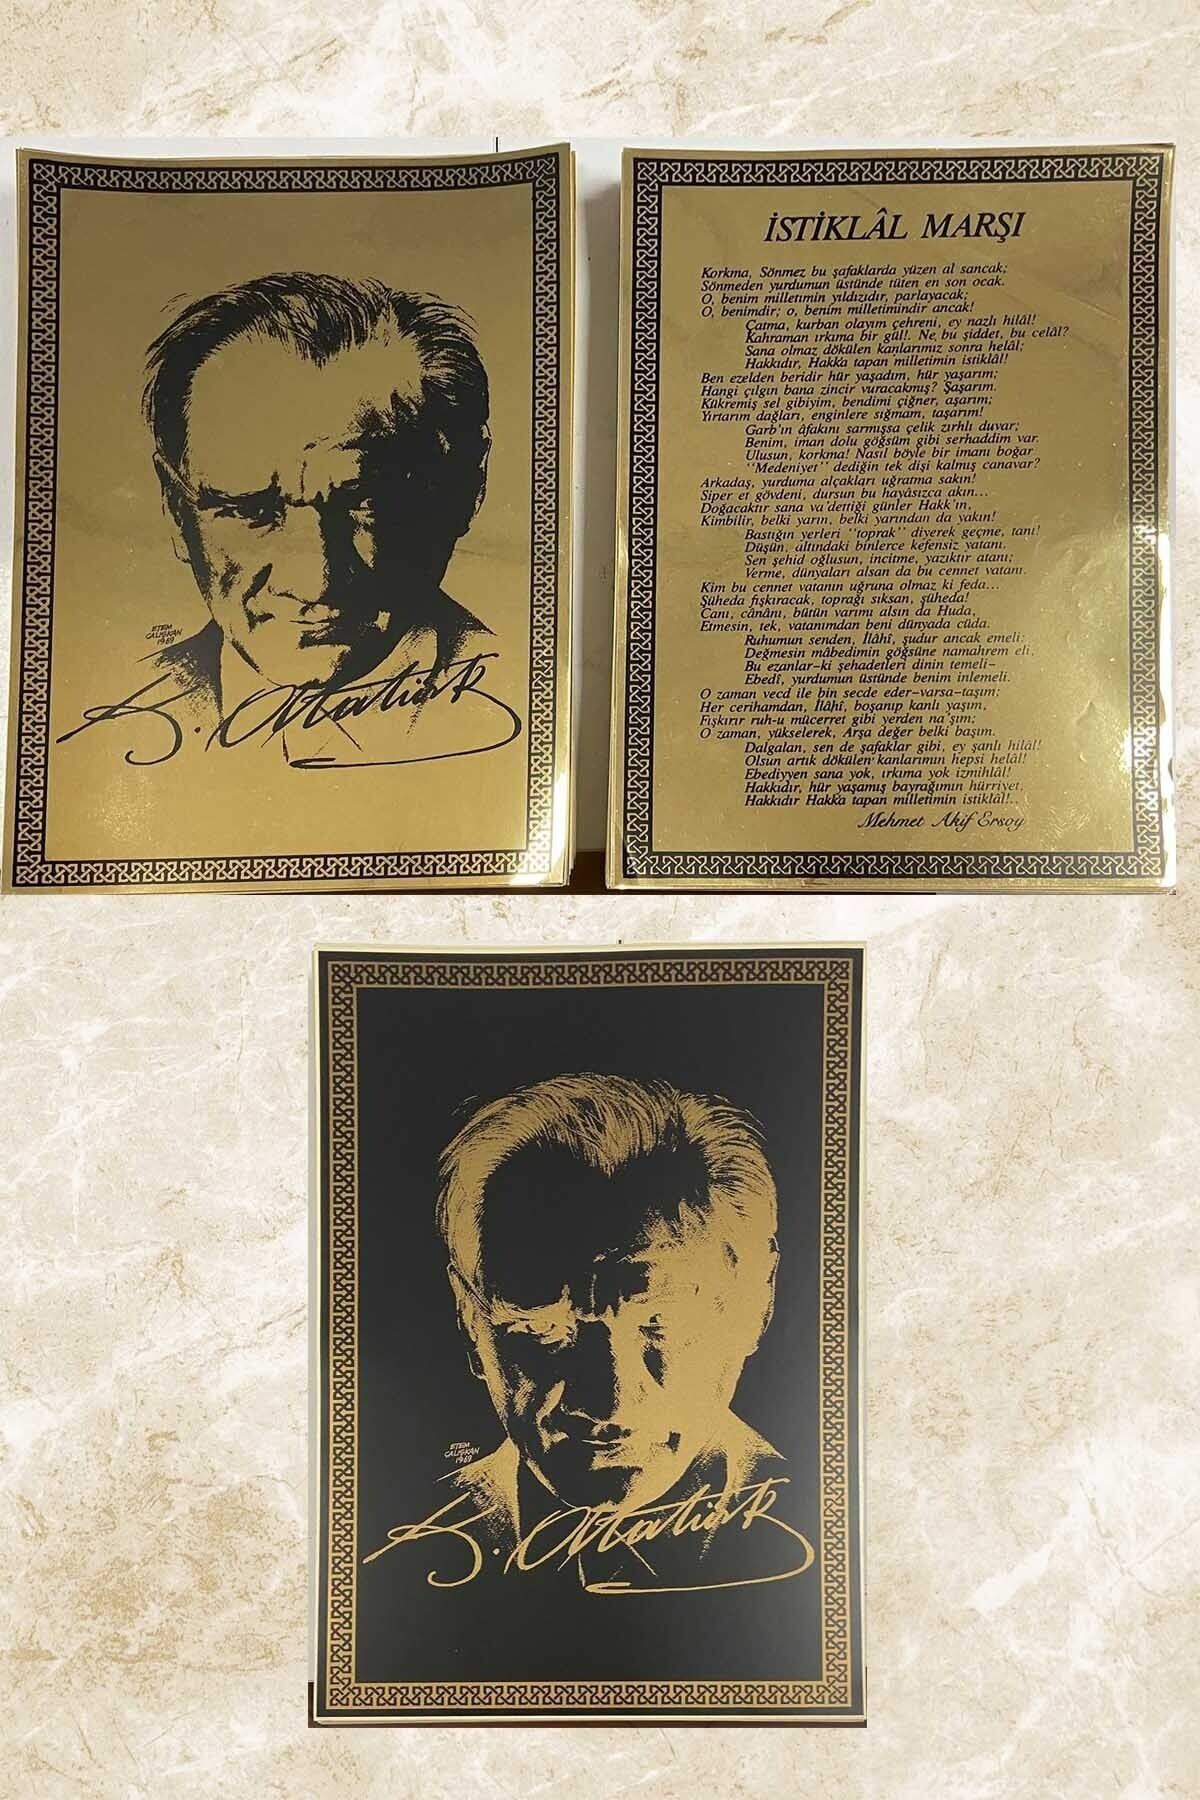 ETEM
ÇALIŞKAN
1969
K. Atatürk
İSTİKLÂL MARŞI
Korkma, Sönmez bu şafaklarda yüzen al sancak;
Sönmeden yurdumun üstünde tüten en son ocak.
O, benim milletimin yıldızıdır, parlayacak;
O, benimdir; o, benim milletimindir ancak!
Çatma, kurban olayım çehreni, ey nazlı hilâl!
Kahraman ırkıma bir gül!. Ne bu şiddet, bu celâl?
Sana olmaz dökülen kanlarımız sonra helâl;
Hakkıdır, Hakka tapan milletimin istiklâl!
Ben ezelden beridir hür yaşadım, hür yaşarım;
Hangi çılgın bana zincir vuracakmış? Şaşarım.
Kükremiş sel gibiyim, bendimi çiğner, aşarım;
Yırtarım dağları, enginlere sığmam, taşarım!
Garb'ın âfakını sarmışsa çelik zırhlı duvar;
Benim, iman dolu göğsüm gibi serhaddim var.
Ulusun, korkma! Nasıl böyle bir imanı boğar
''Medeniyet'' dediğin tek dişi kalmış canavar?
Arkadaş, yurduma alçakları uğratma sakın!
Siper et gövdeni, dursun bu hayâsızca akın...
Doğacaktır sana va'dettiği günler Hakk'ın,
Kimbilir, belki yarın, belki yarından da yakın!
Bastığın yerleri ''toprak'' diyerek geçme, tanı!
Düşün, altındaki binlerce kefensiz yatanı.
Sen şehid oğlusun, incitme, yazıktır atanı;
Verme, dünyaları alsan da bu cennet vatanı.
Kim bu cennet vatanın uğruna olmaz ki feda...
Şüheda fışkıracak, toprağı sıksan, şüheda!
Canı, cânânı, bütün varımı alsın da Huda,
Etmesin, tek, vatanımdan beni dünyada cüda.
Ruhumun senden, İlâhî, şudur ancak emeli;
Değmesin mâbedimin göğsüne namahrem eli,
Bu ezanlar-ki şehadetleri dinin temeli-
Ebedî, yurdumun üstünde benim inlemeli.
O zaman vecd ile bin secde eder-varsa-taşım;
Her cerihamdan, İlâhî, boşanıp kanlı yaşım,
Fışkırır ruh-u mücerret gibi yerden na'şım;
O zaman, yükselerek, Arşa değer belki başım.
Dalgalan, sen de şafaklar gibi, ey şanlı hilâl!
Olsun artık dökülen kanlarımın hepsi helâl!
Ebediyyen sana yok, ırkıma yok izmihlâl!
Hakkıdır, hür yaşamış bayrağımın hürriyet,
Hakkıdır Hakka tapan milletimin istiklâl!..
Mehmet Akif Ersoy
ETEM
ÇALIŞKAN
1969
K. Atatürk